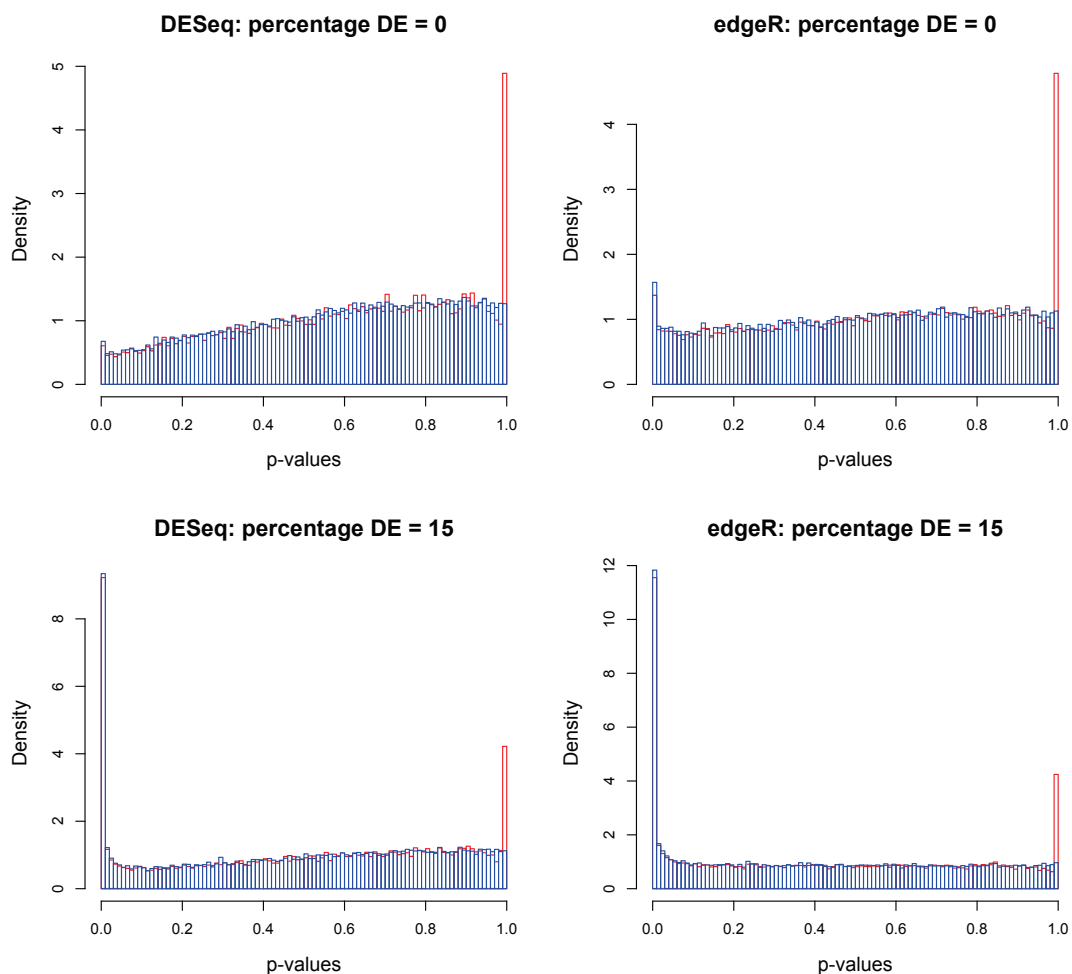 DESeq: percentage DE = 0
Density
0
1
2
3
4
5
0.0 0.2 0.4 0.6 0.8 1.0
p-values
edgeR: percentage DE = 0
Density
0
1
2
3
4
0.0 0.2 0.4 0.6 0.8 1.0
p-values
DESeq: percentage DE = 15
Density
0
2
4
6
8
0.0 0.2 0.4 0.6 0.8 1.0
p-values
edgeR: percentage DE = 15
Density
0
2
4
6
8
10
12
0.0 0.2 0.4 0.6 0.8 1.0
p-values